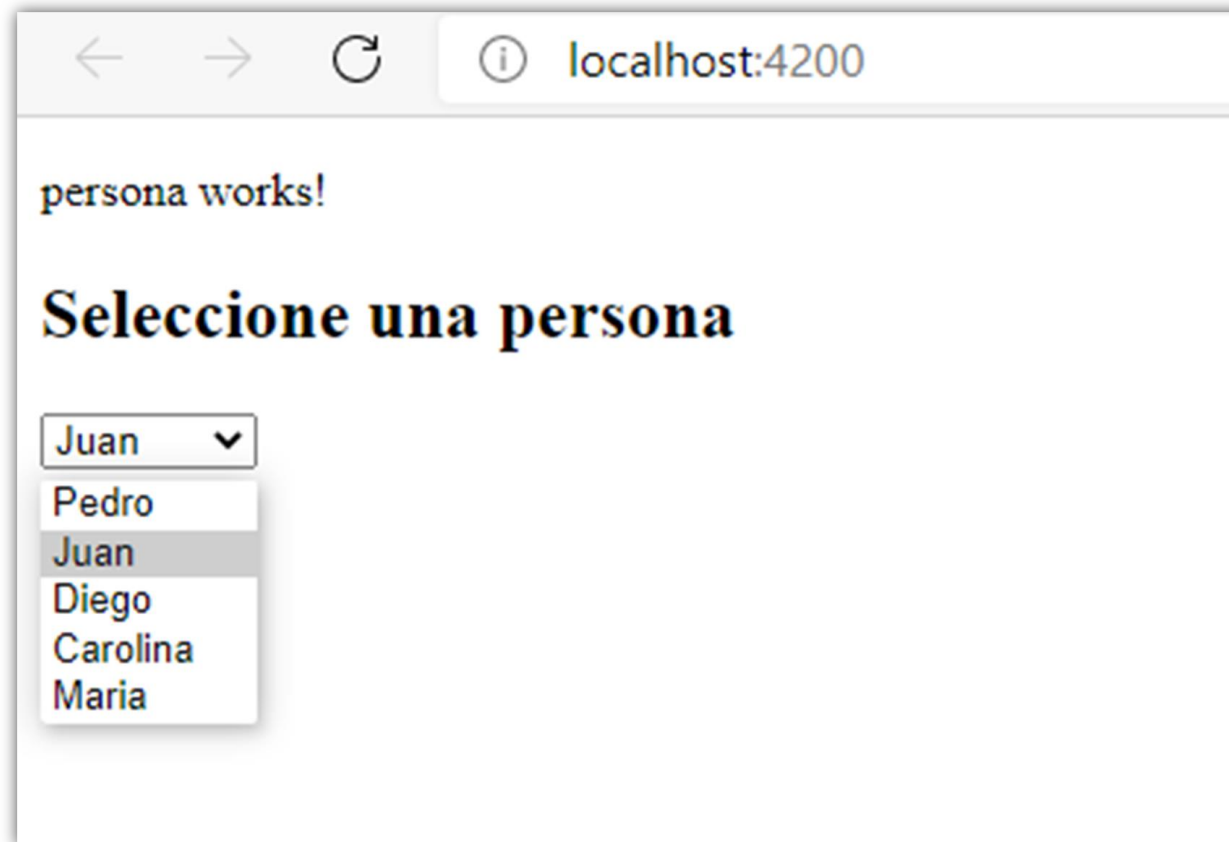 localhost:4200
persona works!
Seleccione una persona
Juan
Pedro
Juan
Diego
Carolina
Maria